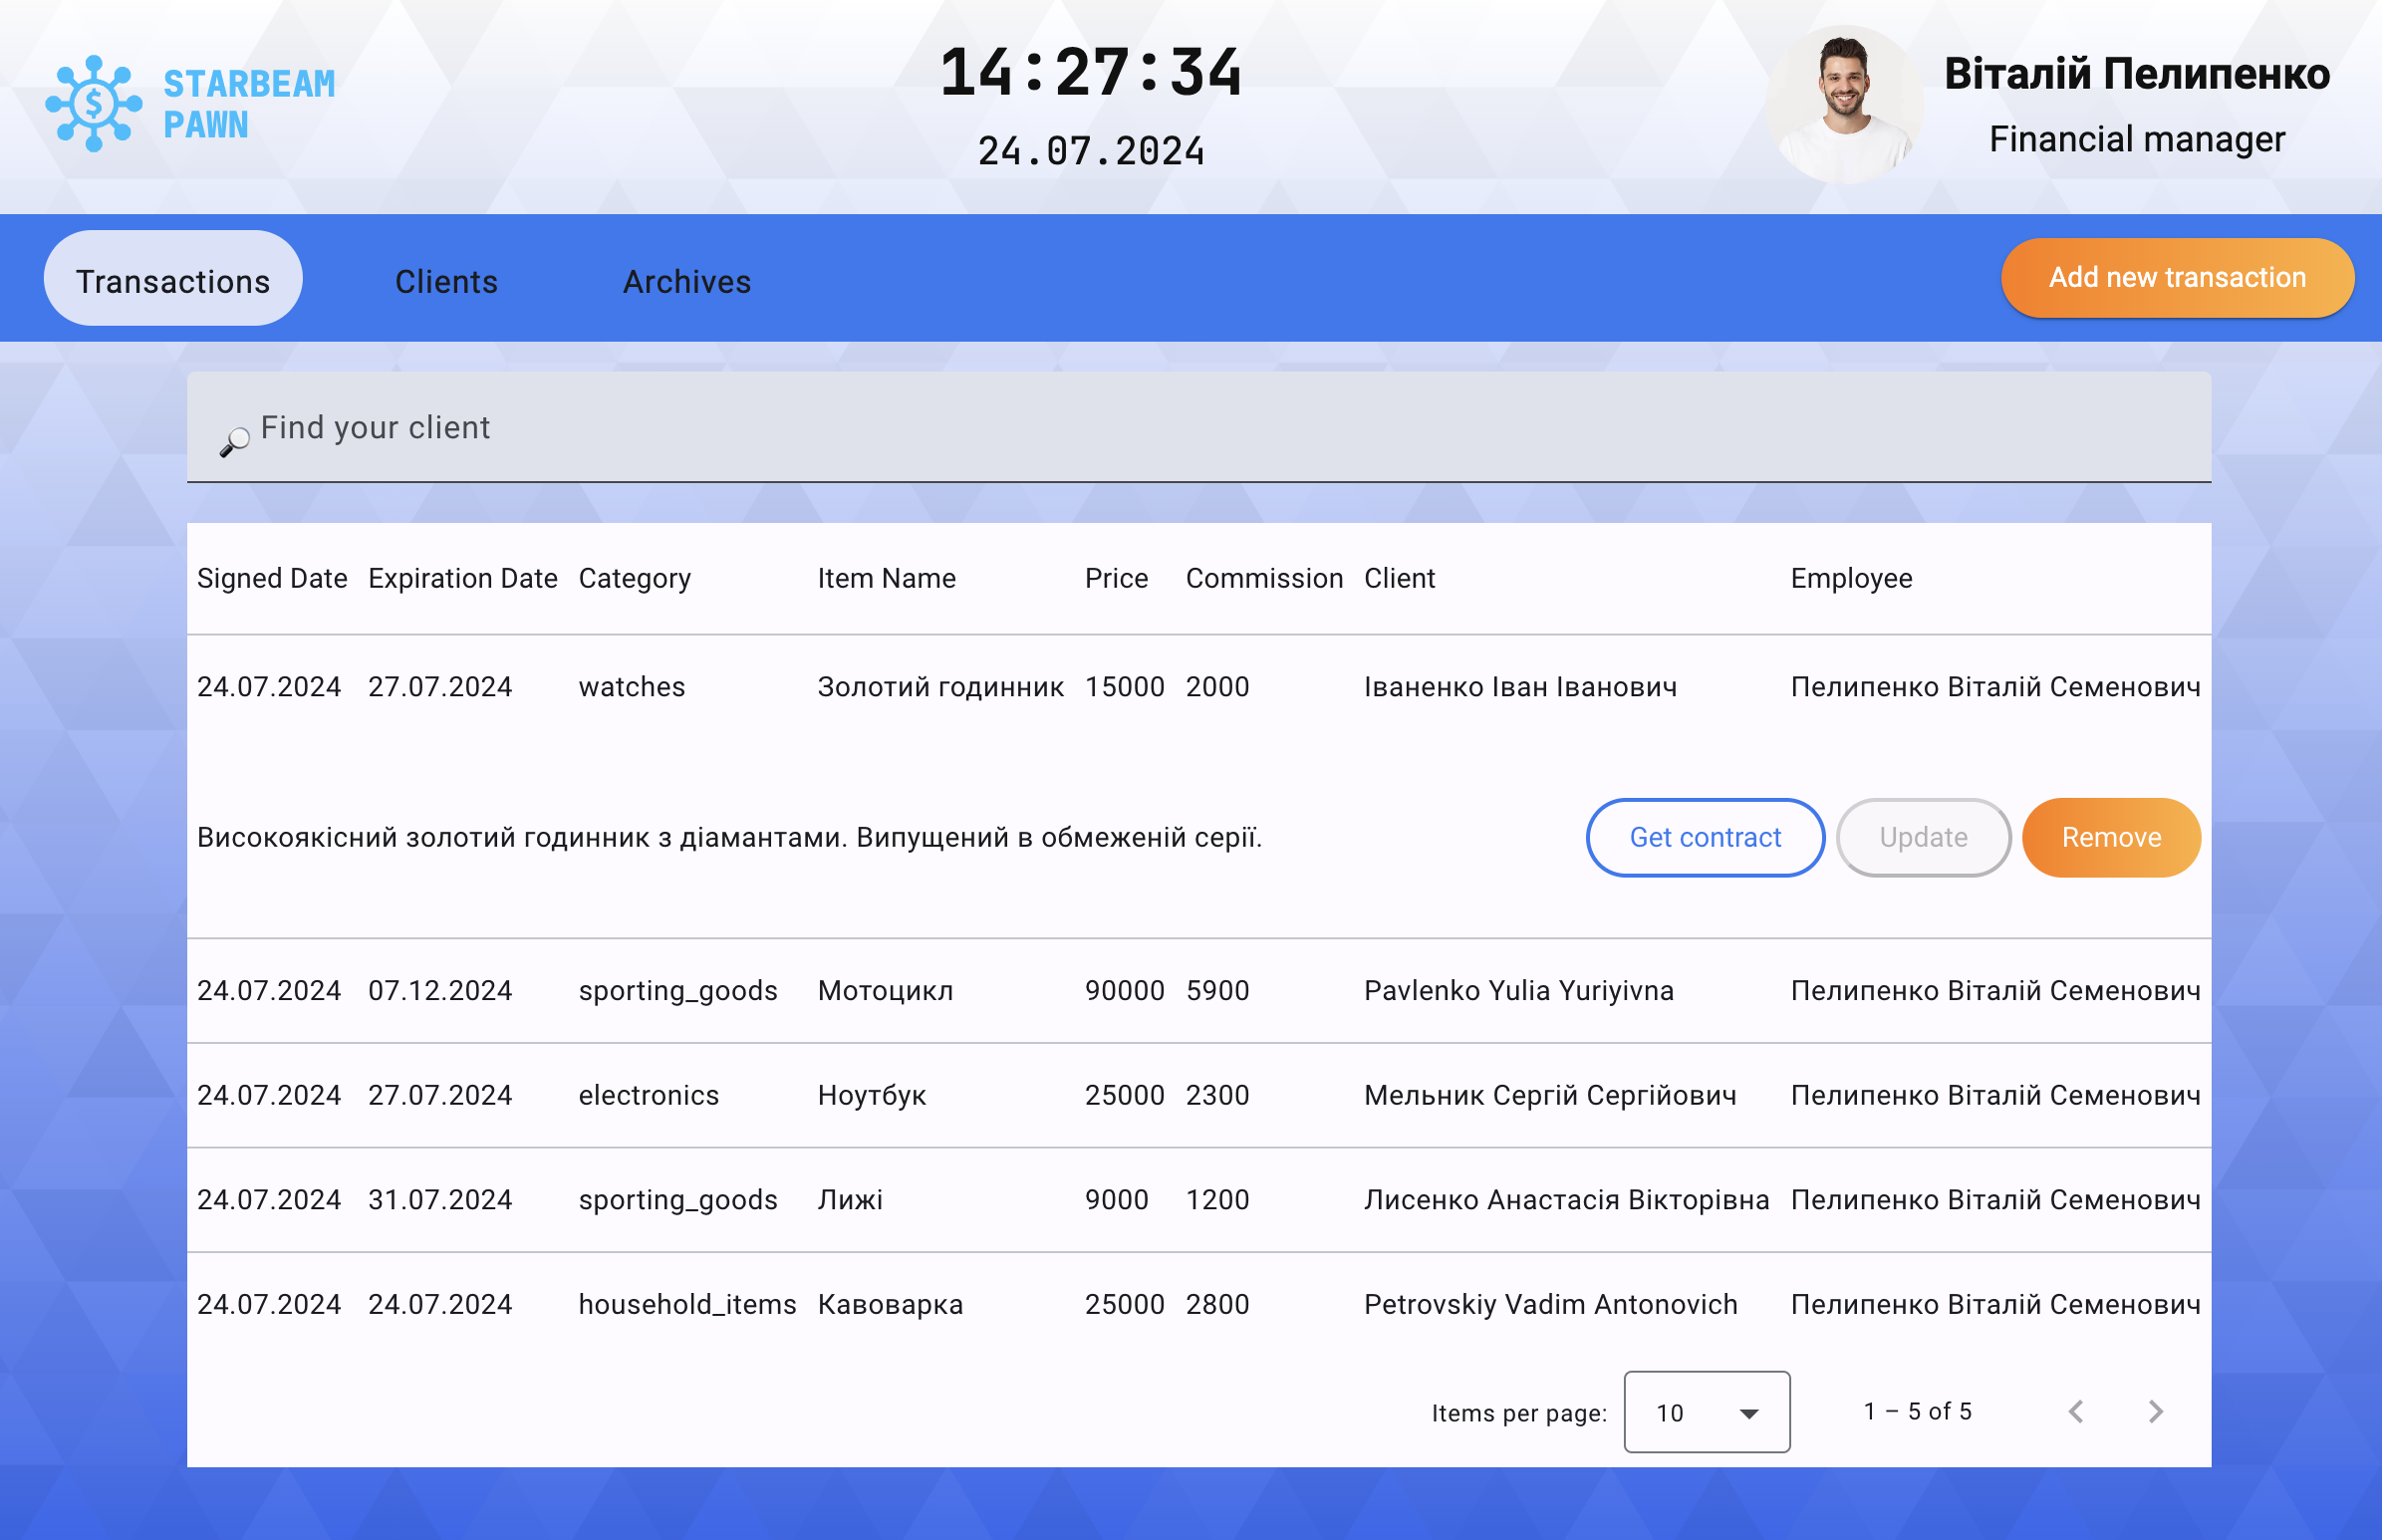 STARBEAM
PAWN
14:27:34
24.07.2024
Віталій Пелипенко
Financial manager
Transactions Clients Archives Add new transaction
Find your client
Signed Date Expiration Date Category Item Name Price Commission Client Employee
24.07.2024 27.07.2024 watches Золотий годинник 15000 2000 Іваненко Іван Іванович Пелипенко Віталій Семенович
Високоякісний золотий годинник з діамантами. Випущений в обмеженій серії. Get contract Update Remove
24.07.2024 07.12.2024 sporting_goods Мотоцикл 90000 5900 Pavlenko Yulia Yuriyivna Пелипенко Віталій Семенович
24.07.2024 27.07.2024 electronics Ноутбук 25000 2300 Мельник Сергій Сергійович Пелипенко Віталій Семенович
24.07.2024 31.07.2024 sporting_goods Лижі 9000 1200 Лисенко Анастасія Вікторівна Пелипенко Віталій Семенович
24.07.2024 24.07.2024 household_items Кавоварка 25000 2800 Petrovskiy Vadim Antonovich Пелипенко Віталій Семенович
Items per page: 10 1 – 5 of 5